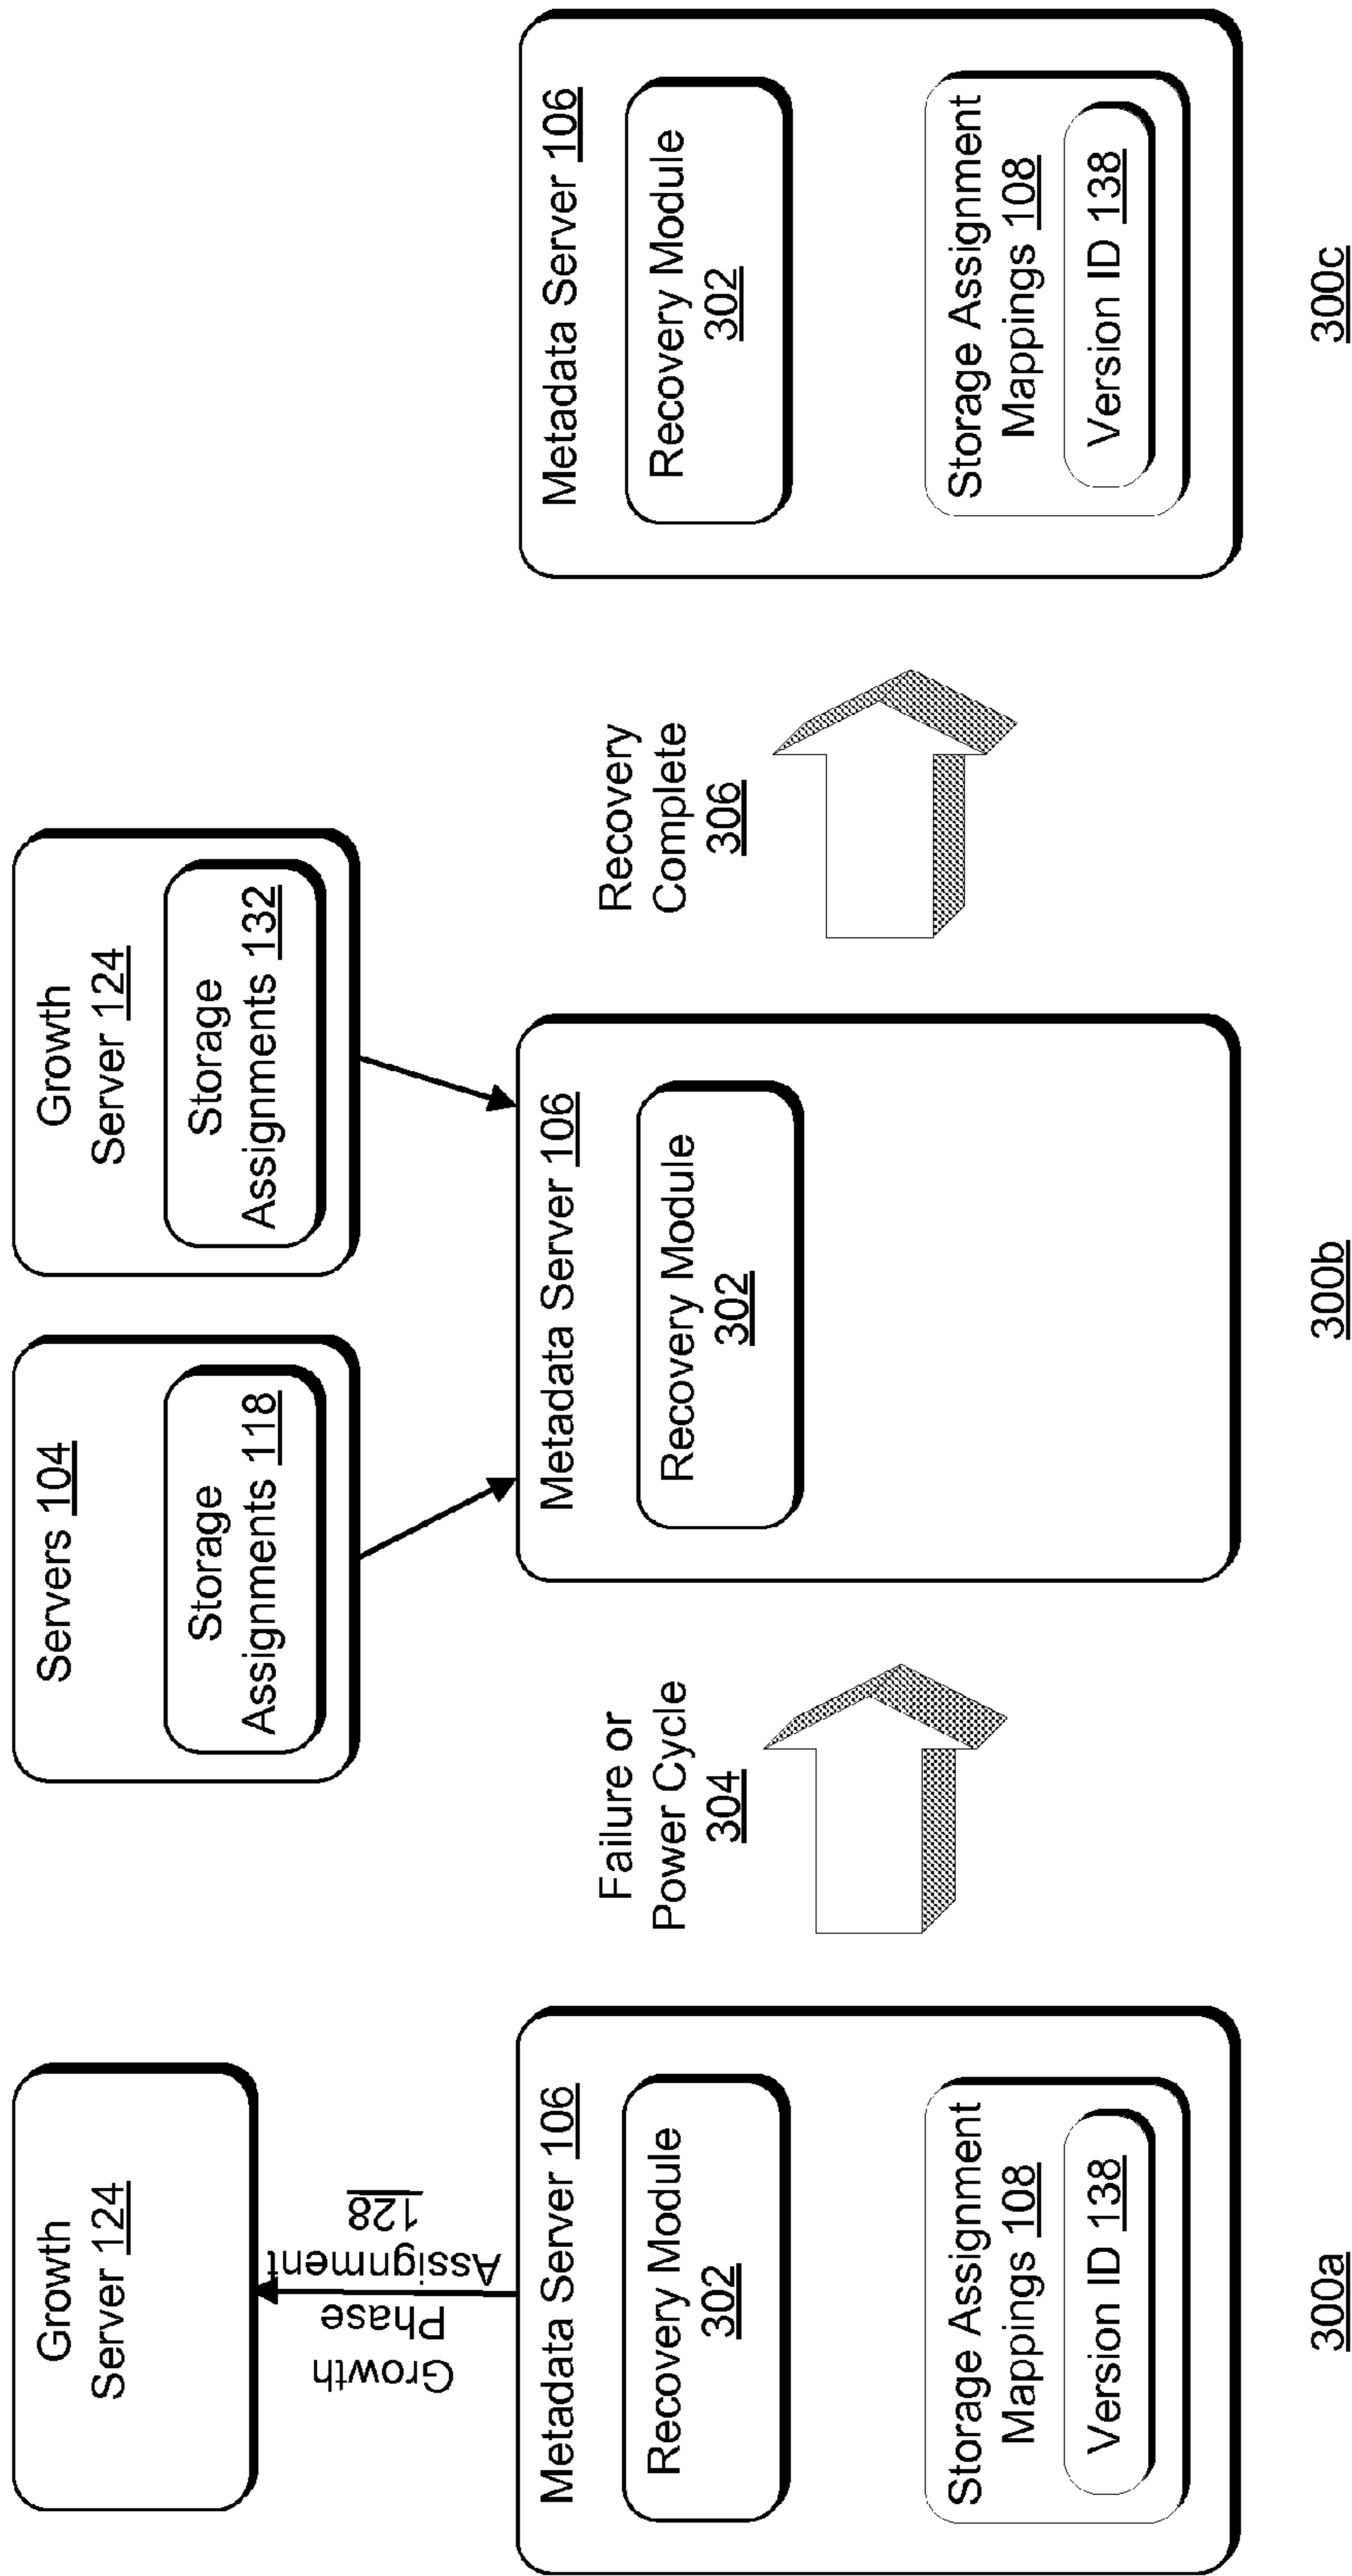 Growth
Server 124
Growth
Phase
Assignment
128
Metadata Server 106
Recovery Module
302
Storage Assignment
Mappings 108
Version ID 138
300a
Failure or
Power Cycle
304
Servers 104
Storage
Assignments 118
Growth
Server 124
Storage
Assignments 132
Metadata Server 106
Recovery Module
302
300b
Recovery
Complete
306
Metadata Server 106
Recovery Module
302
Storage Assignment
Mappings 108
Version ID 138
300c